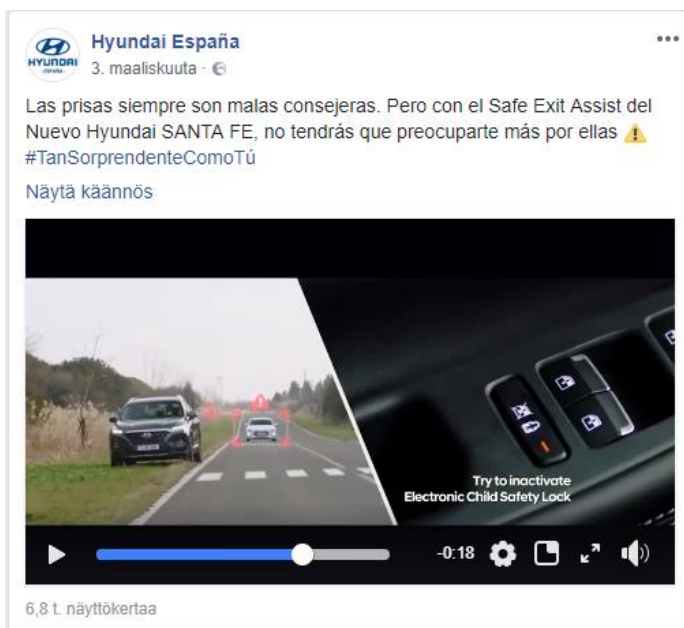 Hyundai España
HYUNDAI
ESPAÑA
3. maaliskuuta ·
Las prisas siempre son malas consejeras. Pero con el Safe Exit Assist del
Nuevo Hyundai SANTA FE, no tendrás que preocuparte más por ellas ⚠
#TanSorprendenteComoTú
Näytä käännös
Try to inactivate
Electronic Child Safety Lock
-0:18
6,8 t. näyttökertaa